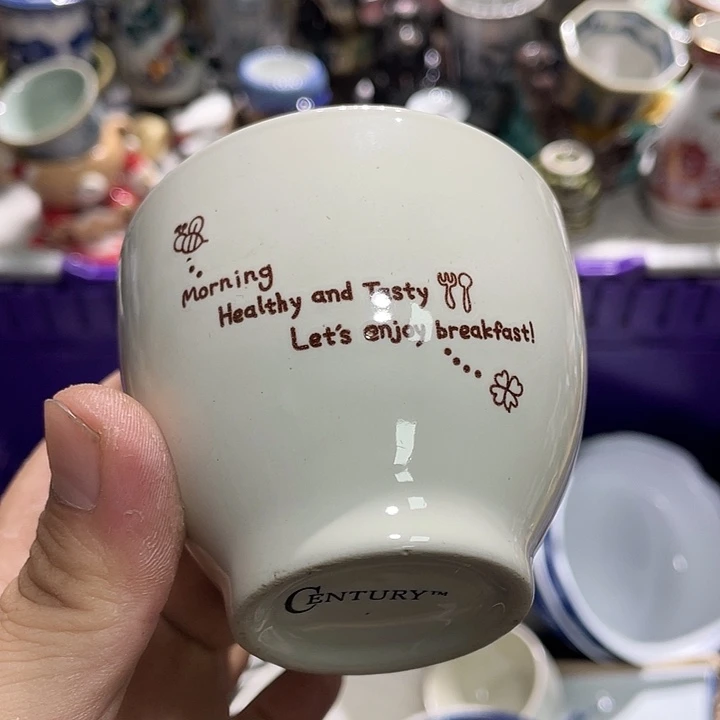 Morning
Healthy and Tasty
Let's enjoy breakfast!
CENTURY™